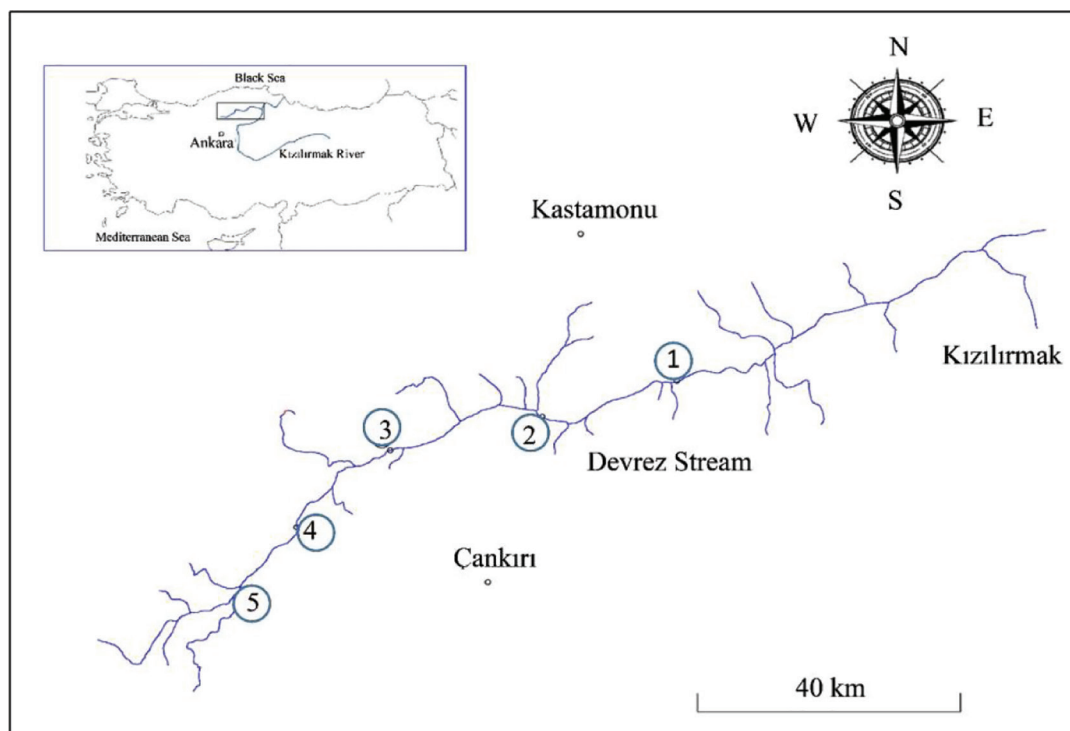 Black Sea
Ankara
Kızılırmak River
Mediterranean Sea
N
W
E
S
Kastamonu
Kızılırmak
1
2
3
Devrez Stream
4
Çankırı
5
40 km